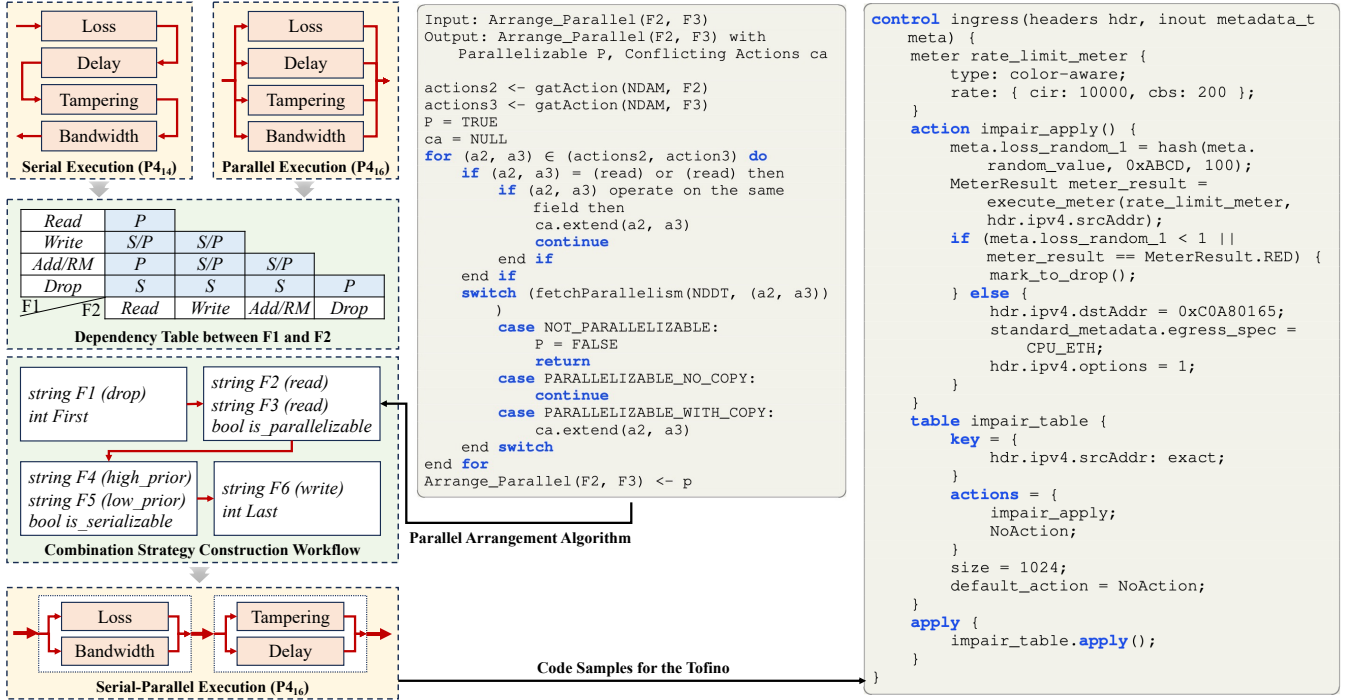 Loss
Delay
Tampering
Bandwidth
Serial Execution (P4₁₄)
Loss
Delay
Tampering
Bandwidth
Parallel Execution (P4₁₆)
Read P
Write S/P S/P
Add/RM P S/P S/P
Drop S S S P
F1 F2 Read Write Add/RM Drop
Dependency Table between F1 and F2
string F1 (drop)
int First
string F2 (read)
string F3 (read)
bool is_parallelizable
string F4 (high_prior)
string F5 (low_prior)
bool is_serializable
string F6 (write)
int Last
Combination Strategy Construction Workflow
Loss
Bandwidth
Tampering
Delay
Serial-Parallel Execution (P4₁₆)
Input: Arrange_Parallel(F2, F3)
Output: Arrange_Parallel(F2, F3) with
Parallelizable P, Conflicting Actions ca
actions2 <- gatAction(NDAM, F2)
actions3 <- gatAction(NDAM, F3)
P = TRUE
ca = NULL
for (a2, a3) ∈ (actions2, action3) do
if (a2, a3) = (read) or (read) then
if (a2, a3) operate on the same
field then
ca.extend(a2, a3)
continue
end if
end if
switch (fetchParallelism(NDDT, (a2, a3))
)
case NOT_PARALLELIZABLE:
P = FALSE
return
case PARALLELIZABLE_NO_COPY:
continue
case PARALLELIZABLE_WITH_COPY:
ca.extend(a2, a3)
end switch
end for
Arrange_Parallel(F2, F3) <- p
Parallel Arrangement Algorithm
Code Samples for the Tofino
control ingress(headers hdr, inout metadata_t
meta) {
meter rate_limit_meter {
type: color-aware;
rate: { cir: 10000, cbs: 200 };
}
action impair_apply() {
meta.loss_random_1 = hash(meta.
random_value, 0xABCD, 100);
MeterResult meter_result =
execute_meter(rate_limit_meter,
hdr.ipv4.srcAddr);
if (meta.loss_random_1 < 1 ||
meter_result == MeterResult.RED) {
mark_to_drop();
} else {
hdr.ipv4.dstAddr = 0xC0A80165;
standard_metadata.egress_spec =
CPU_ETH;
hdr.ipv4.options = 1;
}
}
table impair_table {
key = {
hdr.ipv4.srcAddr: exact;
}
actions = {
impair_apply;
NoAction;
}
size = 1024;
default_action = NoAction;
}
apply {
impair_table.apply();
}
}